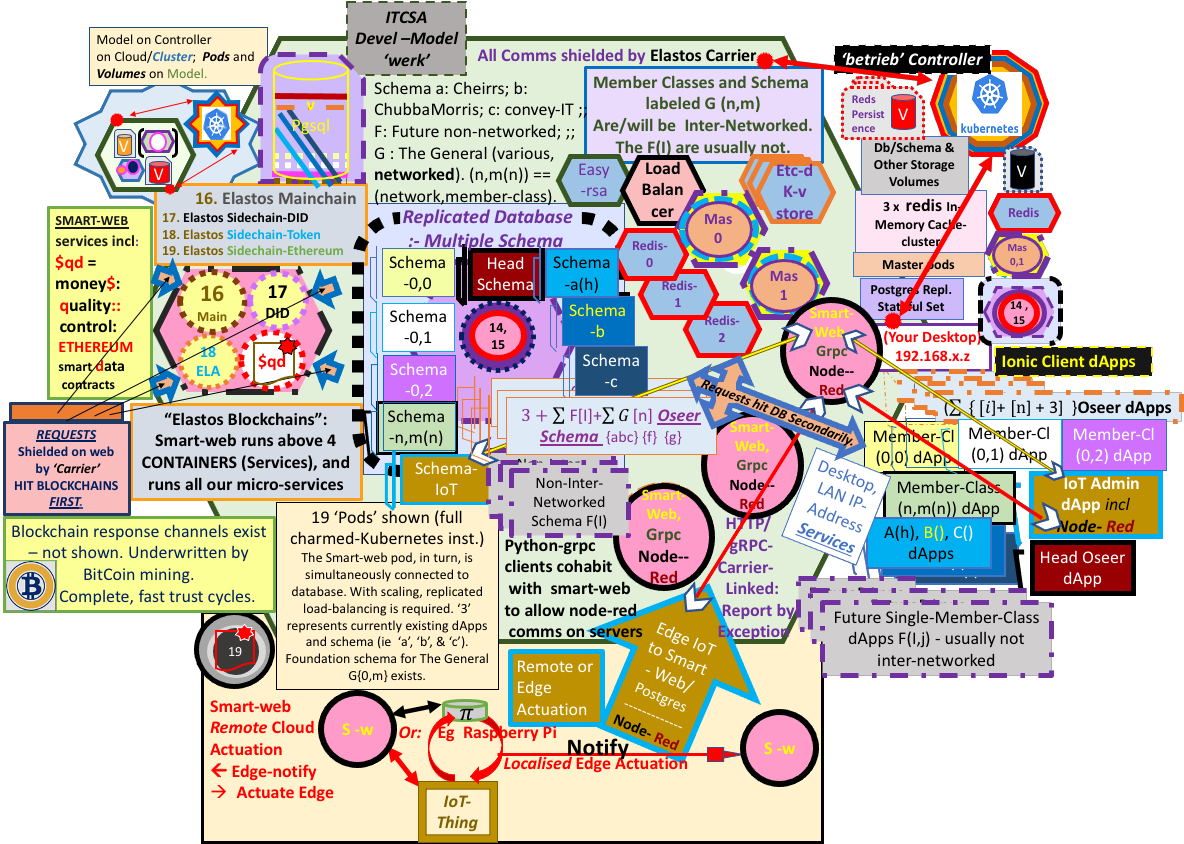 ITCSA
Devel –Model
‘werk’
Model on Controller
on Cloud/Cluster; Pods and
Volumes on Model.
All Comms shielded by Elastos Carrier
‘betrieb’ Controller
V
Pgsql
V
V
Schema a: Cheirrs; b:
ChubbaMorris; c: convey-IT ;;
F: Future non-networked; ;;
G : The General (various,
networked). (n,m(n)) ==
(network,member-class).
Member Classes and Schema
labeled G (n,m)
Are/will be Inter-Networked.
The F(I) are usually not.
Reds
Persist
ence
V
kubernetes
Db/Schema &
Other Storage
Volumes
V
3 x redis In-
Memory Cache-
cluster
Redis
Master pods
Mas
0,1
Postgres Repl.
Stateful Set
14,
15
(Your Desktop)
192.168.x.z
Easy
-rsa
Load
Balan
cer
Etc-d
K-v
store
Mas
0
Mas
1
Redis-
0
Redis-
1
Redis-
2
16. Elastos Mainchain
17. Elastos Sidechain-DID
18. Elastos Sidechain-Token
19. Elastos Sidechain-Ethereum
SMART-WEB
services incl:
$qd =
money$:
quality::
control:
ETHEREUM
smart data
contracts
16
Main
17
DID
18
ELA
$qd
Replicated Database
:- Multiple Schema
Schema
-0,0
Head
Schema
Schema
-a(h)
Schema
-0,1
14,
15
Schema
-b
Schema
-0,2
Schema
-c
Schema
-n,m(n)
Schema-
IoT
3 + ∑ F[I]+∑ G [n] Oseer
Schema {abc} {f} {g}
Non-Inter-
Networked
Schema F(I)
Smart-
Web,
Grpc
Node--
Red
Smart-
Web,
Grpc
Node--
Red
Smart-
Web,
Grpc
Node--
Red
Requests hit DB Secondarily.
Ionic Client dApps
(∑ { [i]+ [n] + 3] }Oseer dApps
Member-Cl
(0,0) dApp
Member-Cl
(0,1) dApp
Member-Cl
(0,2) dApp
Member-Class
(n,m(n)) dApp
IoT Admin
dApp incl
Node- Red
A(h), B(), C()
dApps
Head Oseer
dApp
Desktop,
LAN IP-
Address
Services
Future Single-Member-Class
dApps F(I,j) - usually not
inter-networked
REQUESTS
Shielded on web
by ‘Carrier’
HIT BLOCKCHAINS
FIRST.
“Elastos Blockchains”:
Smart-web runs above 4
CONTAINERS (Services), and
runs all our micro-services
Blockchain response channels exist
– not shown. Underwritten by
BitCoin mining.
Complete, fast trust cycles.
19 ‘Pods’ shown (full
charmed-Kubernetes inst.)
The Smart-web pod, in turn, is
simultaneously connected to
database. With scaling, replicated
load-balancing is required. ‘3’
represents currently existing dApps
and schema (ie ‘a’, ‘b’, & ‘c’).
Foundation schema for The General
G{0,m} exists.
Python-grpc
clients cohabit
with smart-web
to allow node-red
comms on servers
HTTP/
gRPC-
Carrier-
Linked:
Report by
Exception
19
Remote or
Edge
Actuation
Edge IoT
to Smart
- Web/
Postgres
------------
Node- Red
Smart-web
Remote Cloud
Actuation
← Edge-notify
→ Actuate Edge
S -w
π
Or: Eg Raspberry Pi
Notify
Localised Edge Actuation
S -w
IoT-
Thing